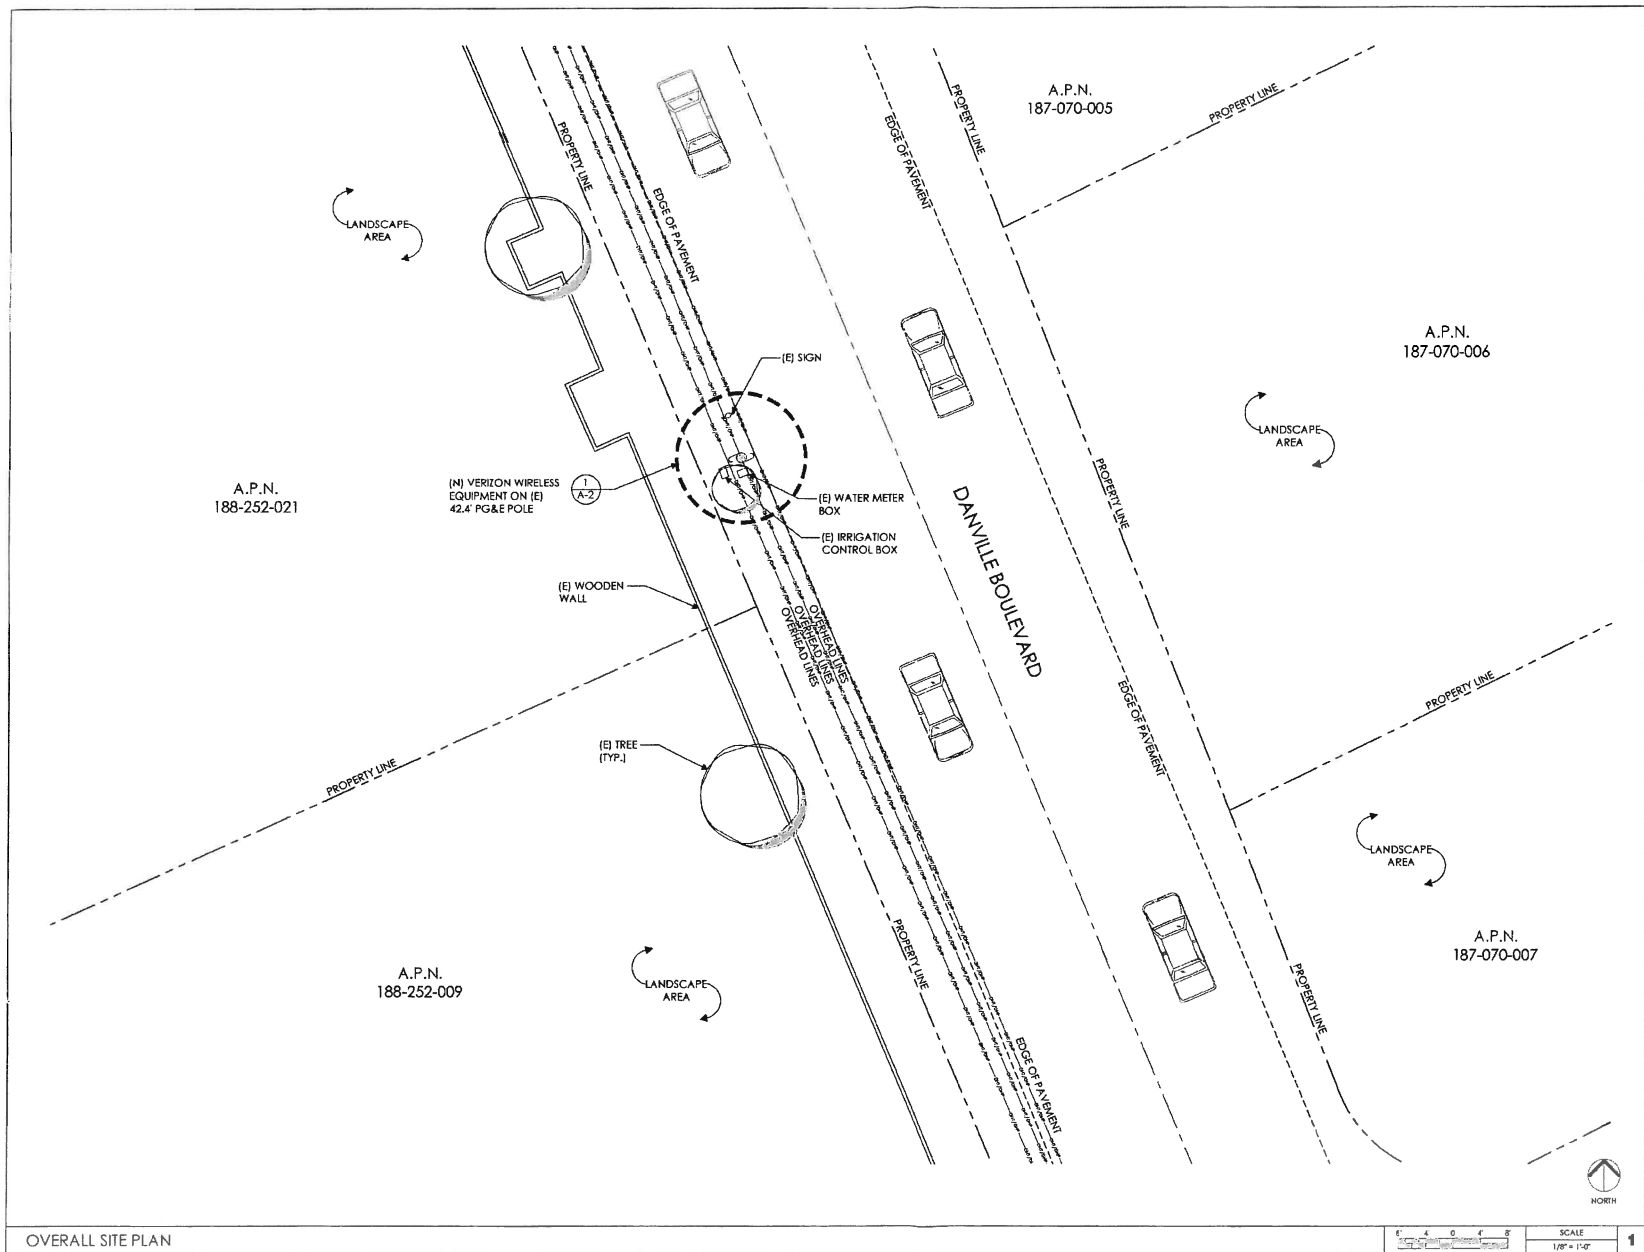 A.P.N.
187-070-005
PROPERTY LINE
PROPERTY LINE
EDGE OF PAVEMENT
PROPERTY LINE
EDGE OF PAVEMENT
LANDSCAPE
AREA
A.P.N.
187-070-006
(E) SIGN
LANDSCAPE
AREA
A.P.N.
188-252-021
(N) VERIZON WIRELESS
EQUIPMENT ON (E)
42.4' PG&E POLE
1
A-2
(E) WATER METER
BOX
(E) IRRIGATION
CONTROL BOX
PROPERTY LINE
DANVILLE BOULEVARD
(E) WOODEN
WALL
OVERHEAD LINES
OVERHEAD LINES
OVERHEAD LINES
PROPERTY LINE
EDGE OF PAVEMENT
(E) TREE
(TYP.)
PROPERTY LINE
LANDSCAPE
AREA
A.P.N.
187-070-007
PROPERTY LINE
PROPERTY LINE
A.P.N.
188-252-009
LANDSCAPE
AREA
EDGE OF PAVEMENT
NORTH
OVERALL SITE PLAN
4' 0 4' 8'
SCALE
1/8" = 1'-0"
1